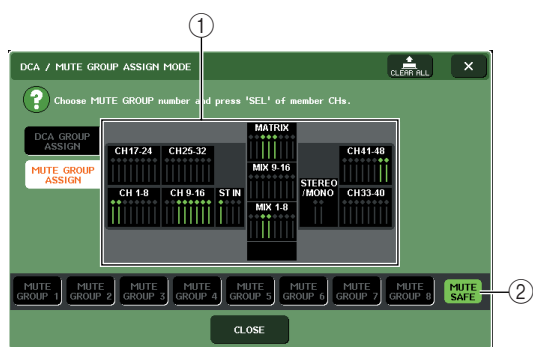 1
DCA / MUTE GROUP ASSIGN MODE
CLEAR ALL
×
? Choose MUTE GROUP number and press 'SEL' of member CHs.
DCA GROUP ASSIGN
MUTE GROUP ASSIGN
MATRIX
CH17-24 CH25-32
CH41-48
MIX 9-16
STEREO /MONO
CH 1-8 CH 9-16 ST IN
CH33-40
MIX 1-8
MUTE GROUP 1
MUTE GROUP 2
MUTE GROUP 3
MUTE GROUP 4
MUTE GROUP 5
MUTE GROUP 6
MUTE GROUP 7
MUTE GROUP 8
MUTE SAFE
2
CLOSE